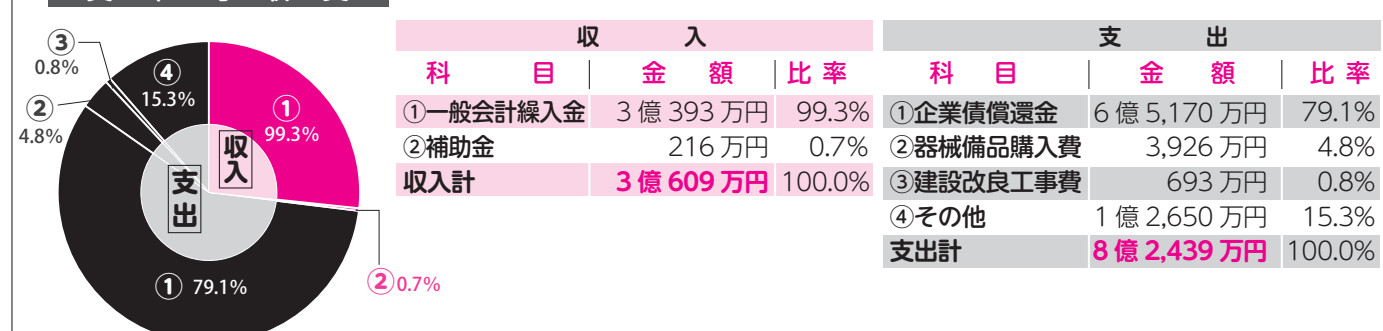 ③
0.8%
②
4.8%
④
15.3%
①
99.3%
収入
支出
① 79.1%
② 0.7%
収 入
科 目 金 額 比 率
①一般会計繰入金 3 億 393 万円 99.3%
②補助金 216 万円 0.7%
収入計 3 億 609 万円 100.0%
支 出
科 目 金 額 比 率
①企業債償還金 6 億 5,170 万円 79.1%
②器械備品購入費 3,926 万円 4.8%
③建設改良工事費 693 万円 0.8%
④その他 1 億 2,650 万円 15.3%
支出計 8 億 2,439 万円 100.0%